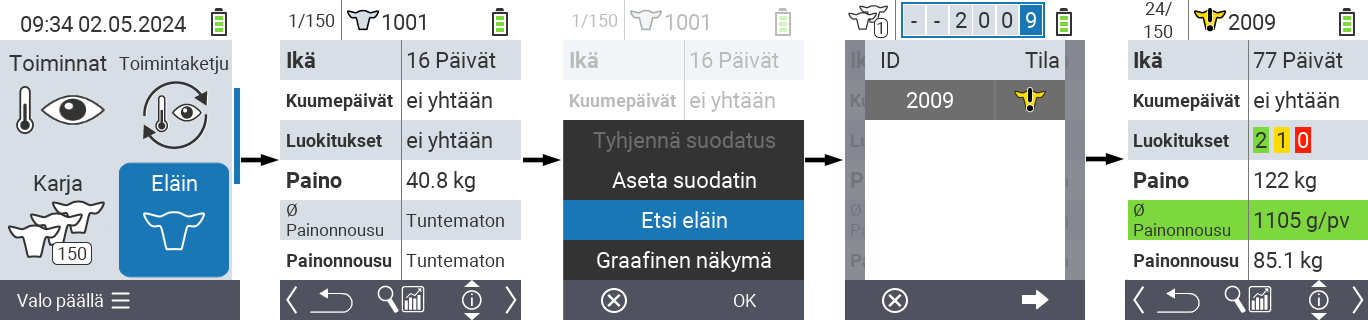 09:34 02.05.2024
Toiminnat Toimintaketju
Karja Eläin
150
Valo päällä
1/150 1001
Ikä 16 Päivät
Kuumepäivät ei yhtään
Luokitukset ei yhtään
Paino 40.8 kg
Ø
Painonnousu Tuntematon
Painonnousu Tuntematon
1/150 1001
Ikä 16 Päivät
Kuumepäivät ei yhtään
Tyhjennä suodatus
Aseta suodatin
Etsi eläin
Graafinen näkymä
OK
1 - - 2 0 0 9
ID Tila
2009
24/
150 2009
Ikä 77 Päivät
Kuumepäivät ei yhtään
Luokitukset 2 1 0
Paino 122 kg
Ø
Painonnousu 1105 g/pv
Painonnousu 85.1 kg